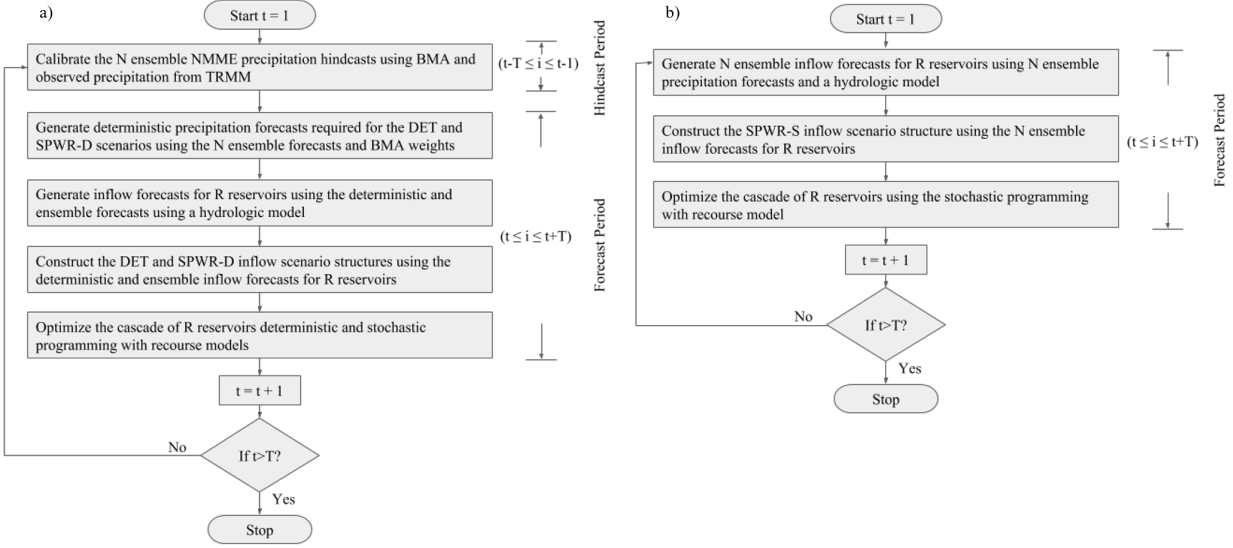 a)
Start t = 1
Calibrate the N ensemble NMME precipitation hindcasts using BMA and
observed precipitation from TRMM
(t-T ≤ i ≤ t-1)
Hindcast Period
Generate deterministic precipitation forecasts required for the DET and
SPWR-D scenarios using the N ensemble forecasts and BMA weights
Generate inflow forecasts for R reservoirs using the deterministic and
ensemble forecasts using a hydrologic model
(t ≤ i ≤ t+T)
Forecast Period
Construct the DET and SPWR-D inflow scenario structures using the
deterministic and ensemble inflow forecasts for R reservoirs
Optimize the cascade of R reservoirs deterministic and stochastic
programming with recourse models
t = t + 1
If t>T?
No
Yes
Stop
b)
Start t = 1
Generate N ensemble inflow forecasts for R reservoirs using N ensemble
precipitation forecasts and a hydrologic model
Construct the SPWR-S inflow scenario structure using the N ensemble
inflow forecasts for R reservoirs
(t ≤ i ≤ t+T)
Forecast Period
Optimize the cascade of R reservoirs using the stochastic programming
with recourse model
t = t + 1
If t>T?
No
Yes
Stop